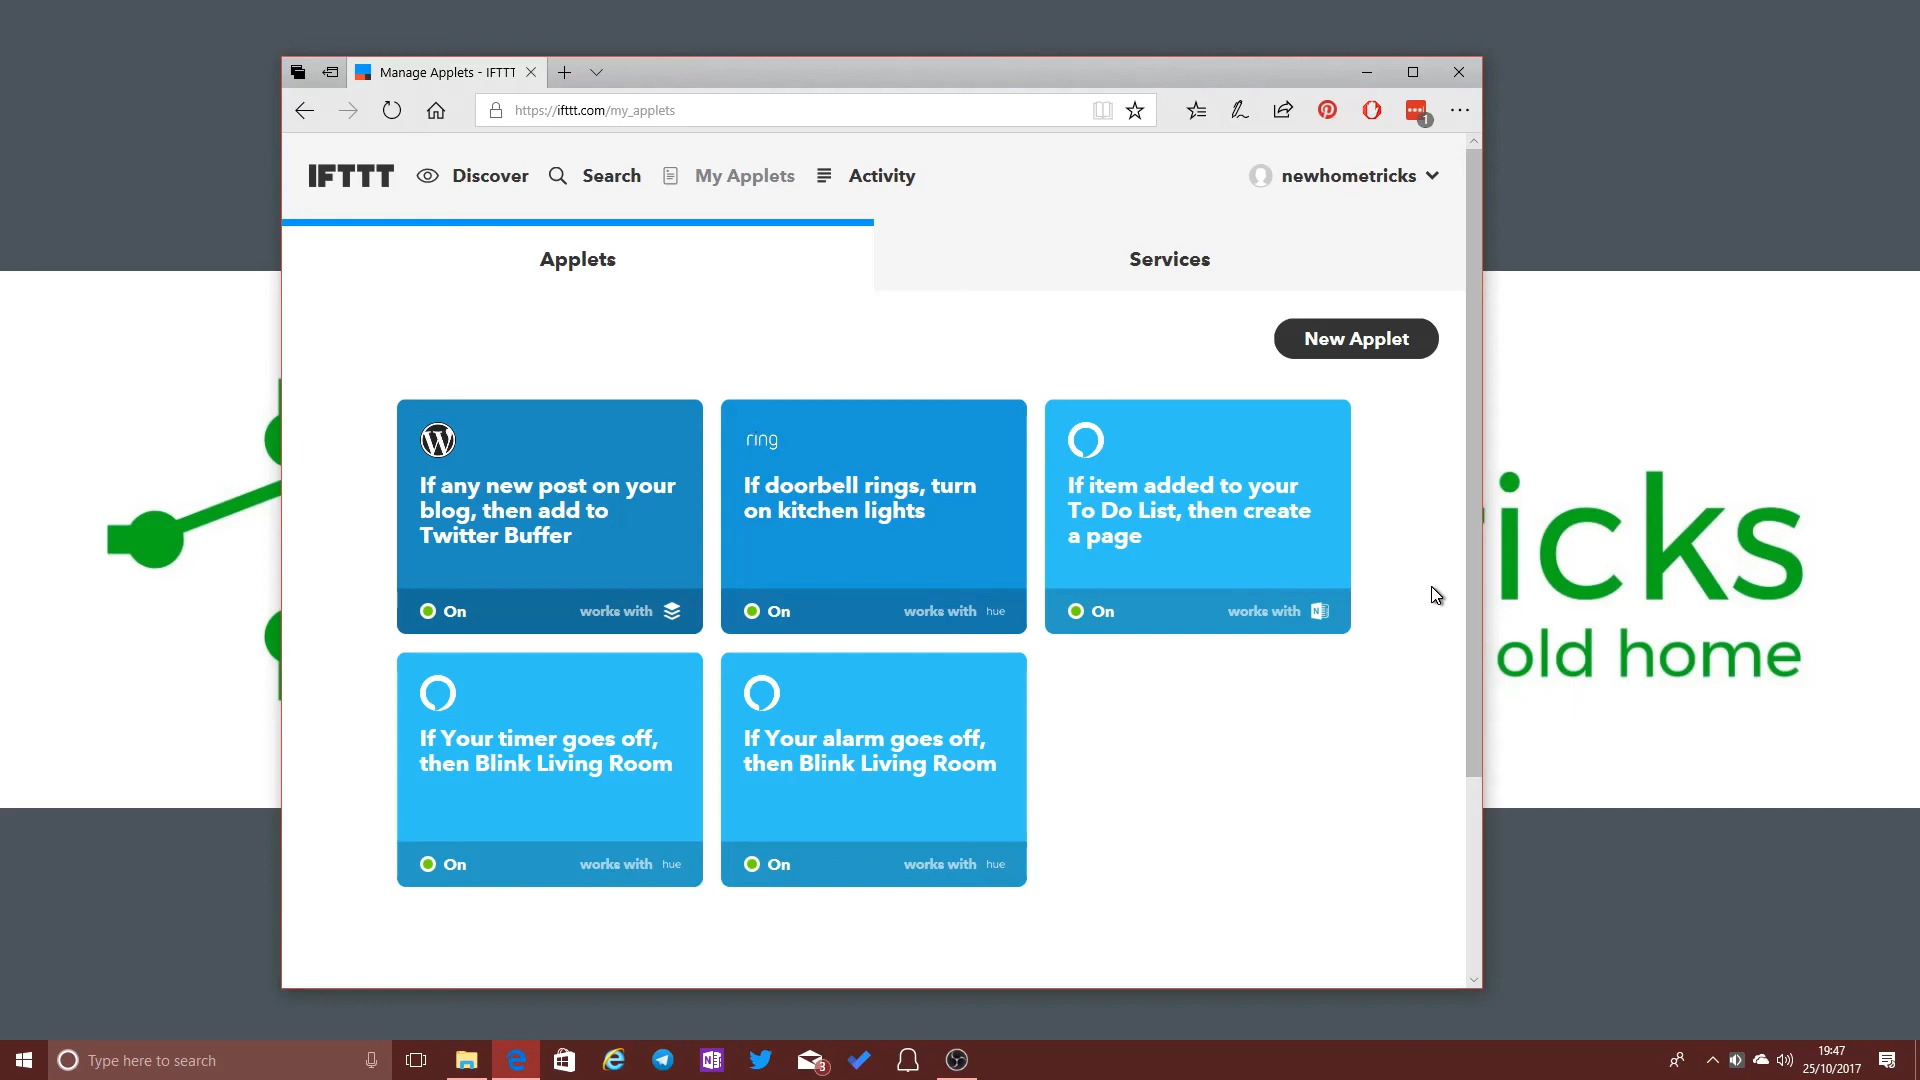 Manage Applets - IFTTT
https://ifttt.com/my_applets
1
IFTTT
Discover
Search
My Applets
Activity
newhometricks
Applets
Services
New Applet
If any new post on your
blog, then add to
Twitter Buffer
On
works with
ring
If doorbell rings, turn
on kitchen lights
On
works with hue
If item added to your
To Do List, then create
a page
On
works with N
If Your timer goes off,
then Blink Living Room
On
works with hue
If Your alarm goes off,
then Blink Living Room
On
works with hue
icks
old home
Type here to search
N
3
19:47
25/10/2017